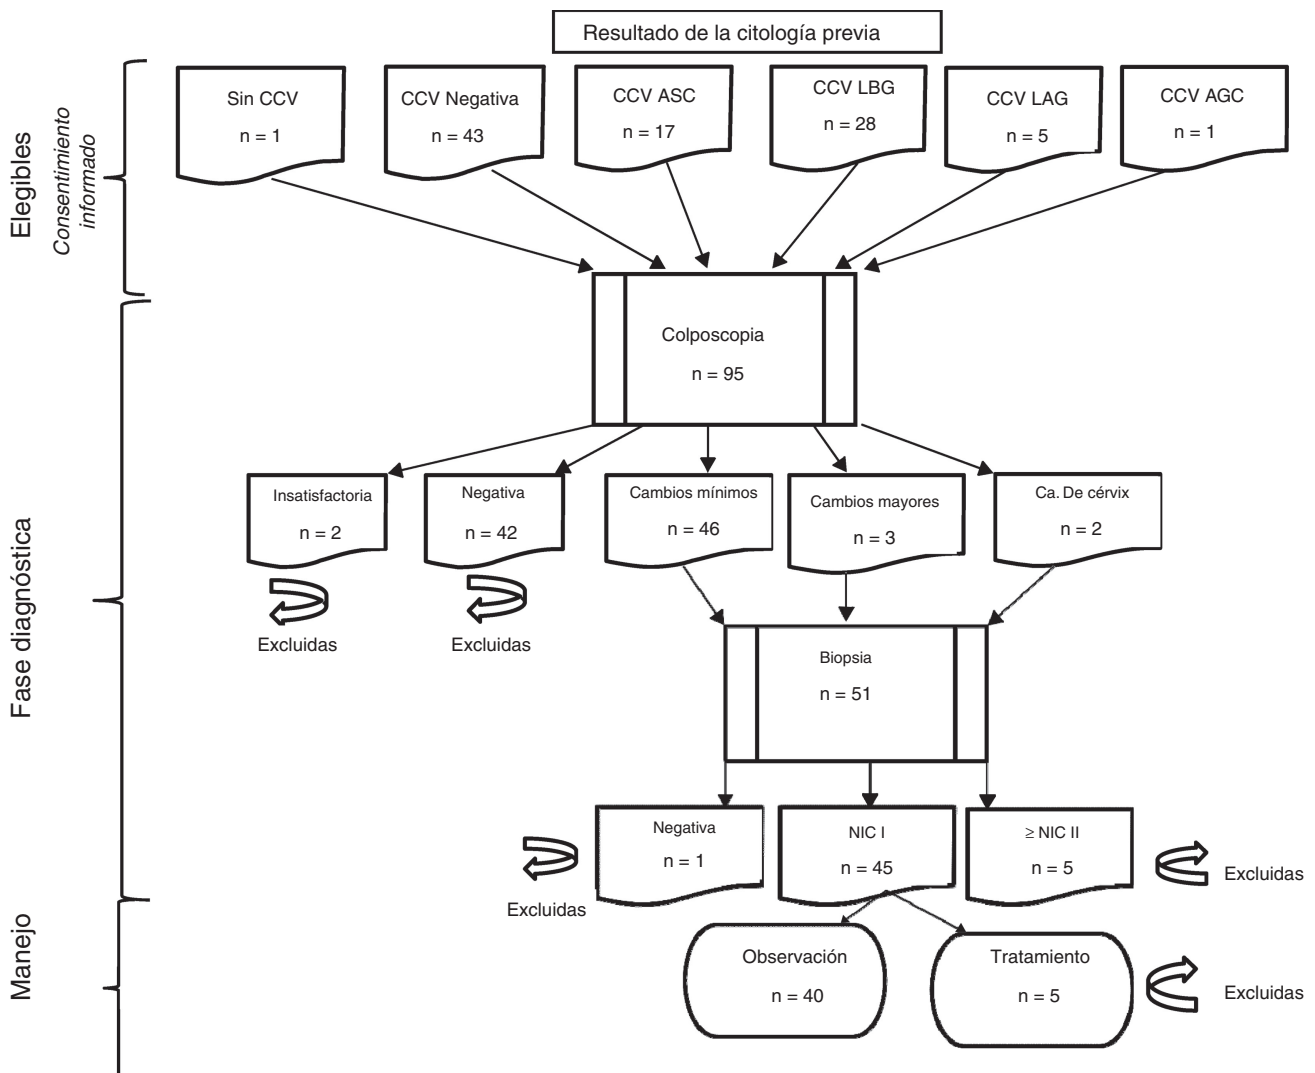 Resultado de la citología previa
Elegibles
Consentimiento
informado
Sin CCV
n = 1
CCV Negativa
n = 43
CCV ASC
n = 17
CCV LBG
n = 28
CCV LAG
n = 5
CCV AGC
n = 1
Colposcopia
n = 95
Fase diagnóstica
Insatisfactoria
n = 2
Excluidas
Negativa
n = 42
Excluidas
Cambios mínimos
n = 46
Cambios mayores
n = 3
Ca. De cérvix
n = 2
Biopsia
n = 51
Negativa
n = 1
Excluidas
NIC I
n = 45
≥ NIC II
n = 5
Excluidas
Manejo
Observación
n = 40
Tratamiento
n = 5
Excluidas